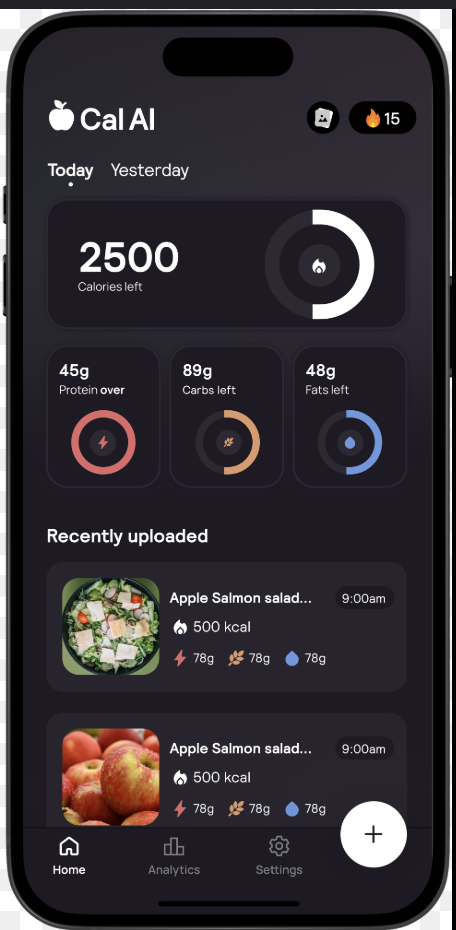 Cal AI
15
Today Yesterday
2500
Calories left
45g 89g 48g
Protein over Carbs left Fats left
Recently uploaded
Apple Salmon salad... 9:00am
500 kcal
78g 78g 78g
Apple Salmon salad... 9:00am
500 kcal
78g 78g 78g
+
Home Analytics Settings